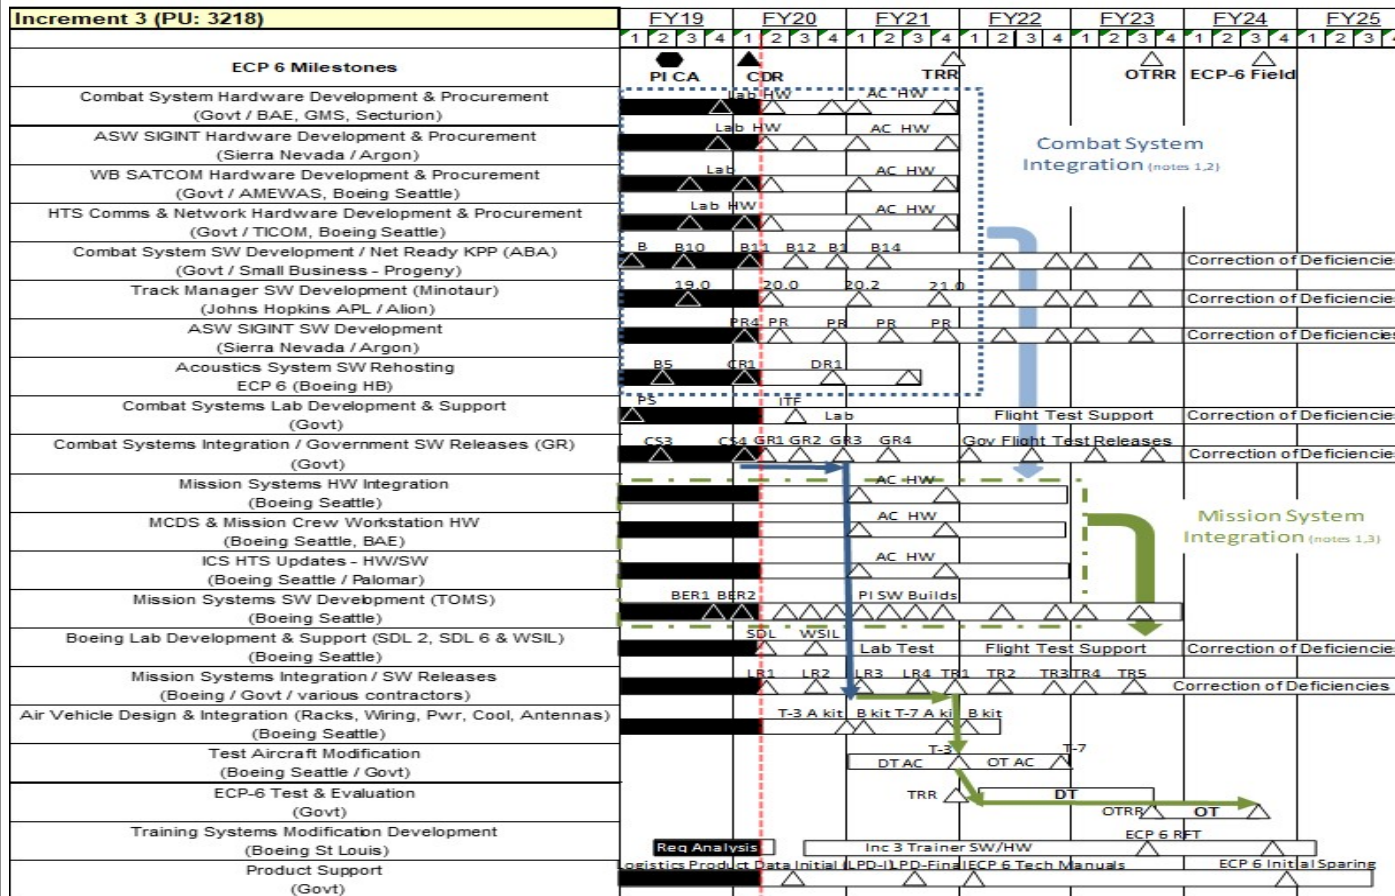 Increment 3 (PU: 3218)
FY19 FY20 FY21 FY22 FY23 FY24 FY25
1 2 3 4 1 2 3 4 1 2 3 4 1 2 3 4 1 2 3 4 1 2 3 4 1 2 3 4
ECP 6 Milestones
PI CA CDR TRR OTRR ECP-6 Field
Combat System Hardware Development & Procurement
(Govt / BAE, GMS, Securtion)
Lab HW AC HW
ASW SIGINT Hardware Development & Procurement
(Sierra Nevada / Argon)
Lab HW AC HW
Combat System
Integration (notes 1,2)
WB SATCOM Hardware Development & Procurement
(Govt / AMEWAS, Boeing Seattle)
Lab AC HW
HTS Comms & Network Hardware Development & Procurement
(Govt / TICOM, Boeing Seattle)
Lab HW AC HW
Combat System SW Development / Net Ready KPP (ABA)
(Govt / Small Business - Progeny)
B B10 B11 B12 B1 B14 Correction of Deficiencies
Track Manager SW Development (Minotaur)
(Johns Hopkins APL / Alion)
19.0 20.0 20.2 21.0 Correction of Deficiencies
ASW SIGINT SW Development
(Sierra Nevada / Argon)
PR4 PR PR PR PR Correction of Deficiencies
Acoustics System SW Rehosting
ECP 6 (Boeing HB)
B5 CR1 DR1
Combat Systems Lab Development & Support
(Govt)
PS ITF Lab Flight Test Support Correction of Deficiencies
Combat Systems Integration / Government SW Releases (GR)
(Govt)
CS3 CS4 GR1 GR2 GR3 GR4 Gov Flight Test Releases Correction of Deficiencies
Mission Systems HW Integration
(Boeing Seattle)
AC HW
MCDS & Mission Crew Workstation HW
(Boeing Seattle, BAE)
AC HW
Mission System
Integration (notes 1,3)
ICS HTS Updates - HW/SW
(Boeing Seattle / Palomar)
AC HW
Mission Systems SW Development (TOMS)
(Boeing Seattle)
BER1 BER2 PI SW Builds
Boeing Lab Development & Support (SDL 2, SDL 6 & WSIL)
(Boeing Seattle)
SDL WSIL Lab Test Flight Test Support Correction of Deficiencies
Mission Systems Integration / SW Releases
(Boeing / Govt / various contractors)
LR1 LR2 LR3 LR4 TR1 TR2 TR3 TR4 TR5 Correction of Deficiencies
Air Vehicle Design & Integration (Racks, Wiring, Pwr, Cool, Antennas)
(Boeing Seattle)
T-3 A kit B kit T-7 A kit B kit
Test Aircraft Modification
(Boeing Seattle / Govt)
T-3 T-7
DT AC OT AC
ECP-6 Test & Evaluation
(Govt)
TRR DT
OTRR OT
Training Systems Modification Development
(Boeing St Louis)
Req Analysis Inc 3 Trainer SW/HW ECP 6 RFT
Product Support
(Govt)
Logistics Product Data Initial (LPD-I) LPD-Final ECP 6 Tech Manuals ECP 6 Initial Sparing